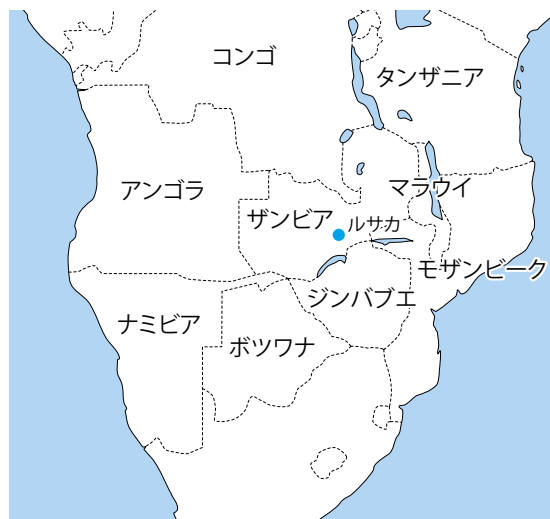 コンゴ
タンザニア
アンゴラ
マラウイ
ザンビア
ルサカ
モザンビーク
ジンバブエ
ナミビア
ボツワナ